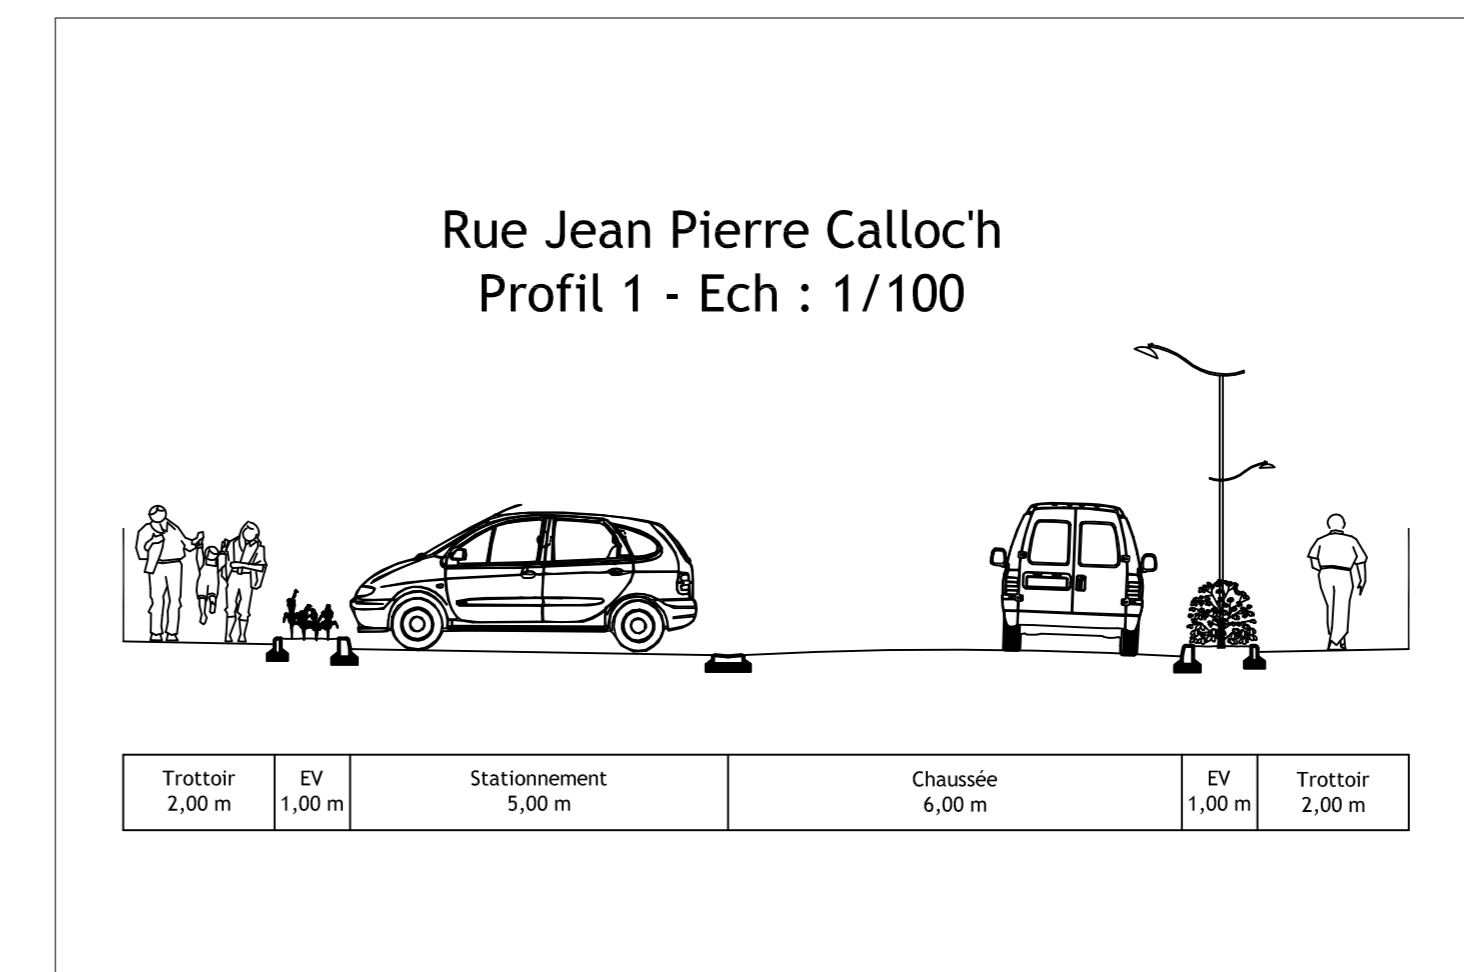 Rue Jean Pierre Calloc'h
Profil 1 - Ech : 1/100
Trottoir
2,00 m
EV
1,00 m
Stationnement
5,00 m
Chaussée
6,00 m
EV
1,00 m
Trottoir
2,00 m